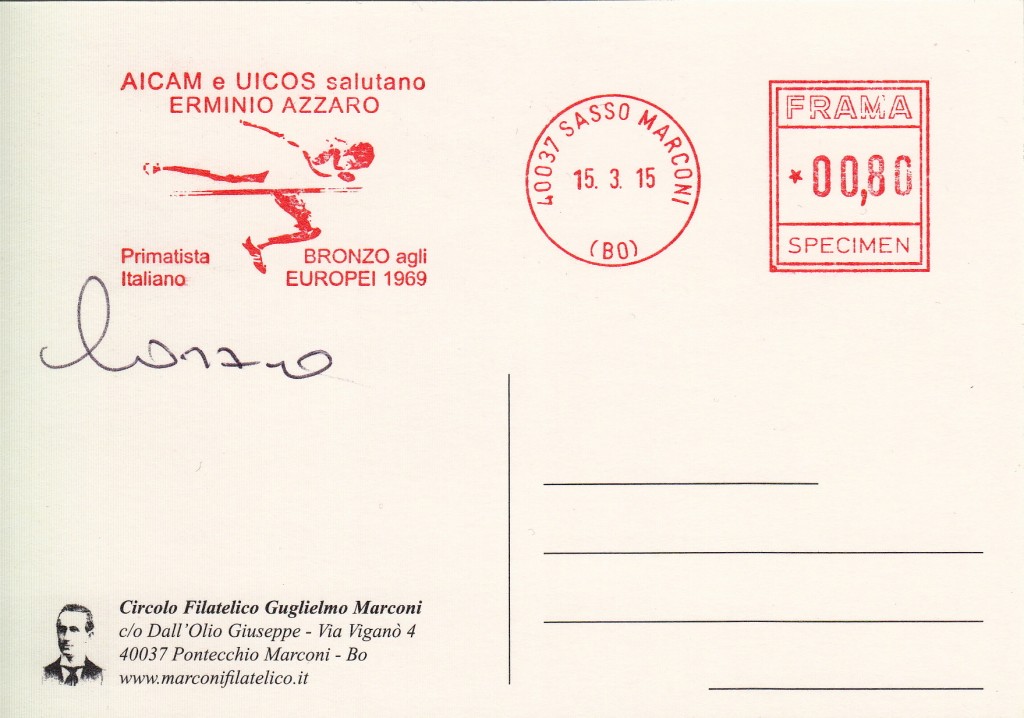 AICAM e UICOS salutano
ERMINIO AZZARO
Primatista
Italiano
BRONZO agli
EUROPEI 1969
40037 SASSO MARCONI
15. 3. 15
(BO)
FRAMA
*00,80
SPECIMEN
Circolo Filatelico Guglielmo Marconi
c/o Dall'Olio Giuseppe - Via Viganò 4
40037 Pontecchio Marconi - Bo
www.marconifilatelico.it